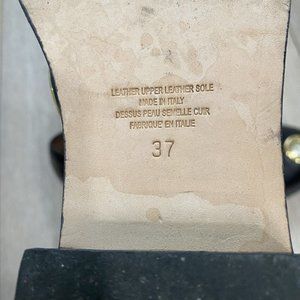 LEATHER UPPER LEATHER SOLE
MADE IN ITALY
DESSUS PEAU SEMELLE CUIR
FABRIQUE' EN ITALIE
37